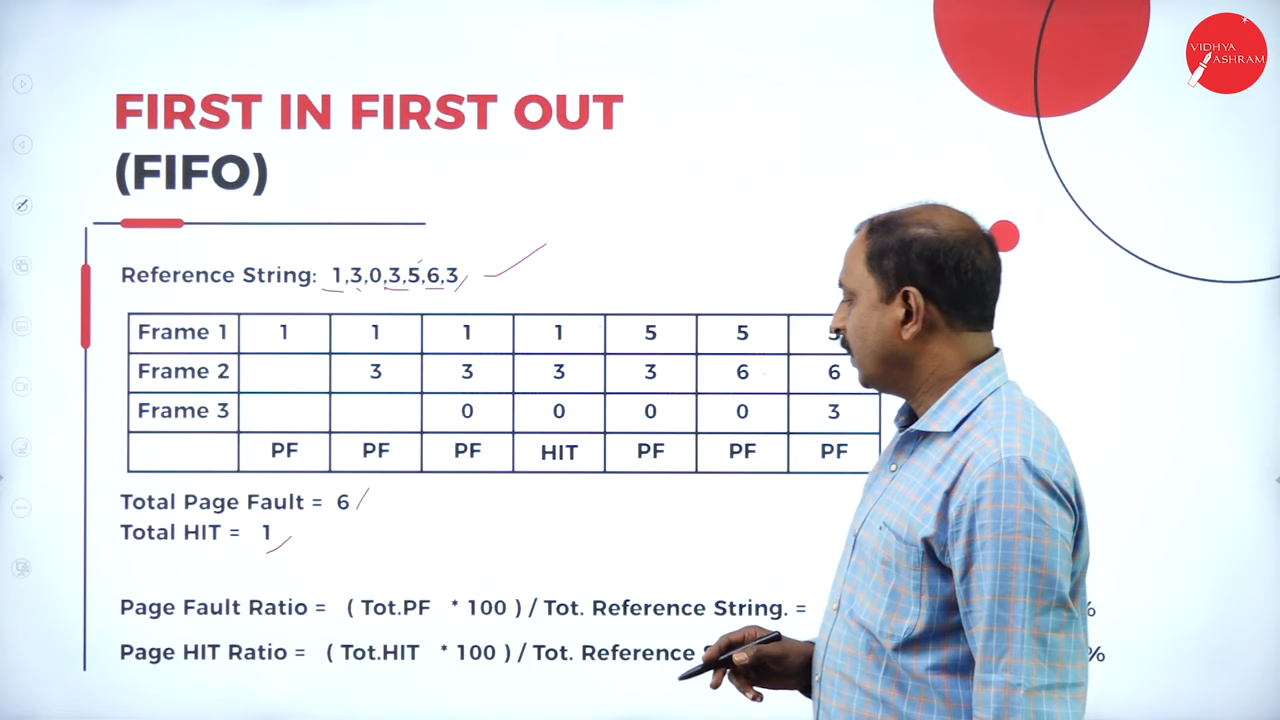 VIDHYA
ASHRAM
FIRST IN FIRST OUT
(FIFO)
Reference String: 1,3,0,3,5,6,3
Frame 1 1 1 1 1 5 5 5
Frame 2 3 3 3 3 6 6
Frame 3 0 0 0 0 3
PF PF PF HIT PF PF PF
Total Page Fault = 6
Total HIT = 1
Page Fault Ratio = ( Tot.PF * 100 ) / Tot. Reference String. = %
Page HIT Ratio = ( Tot.HIT * 100 ) / Tot. Reference %